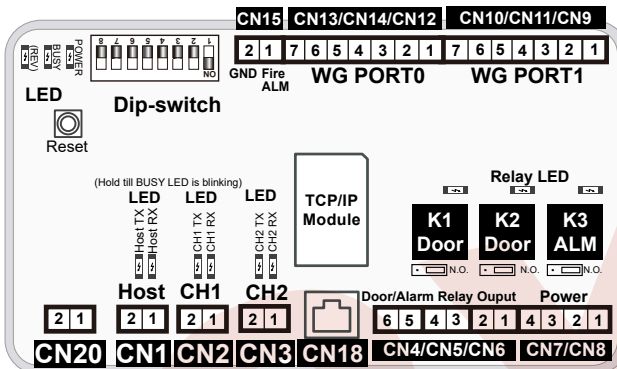 CN15 CN13/CN14/CN12 CN10/CN11/CN9
8 7 6 5 4 3 2 1
ON
2 1 7 6 5 4 3 2 1 7 6 5 4 3 2 1
(REV)
BUSY
POWER
GND Fire ALM
WG PORT0 WG PORT1
LED
Dip-switch
Reset
(Hold till BUSY LED is blinking)
LED LED LED
Host TX
Host RX
CH1 TX
CH1 RX
CH2 TX
CH2 RX
TCP/IP
Module
Relay LED
K1 K2 K3
Door Door ALM
N.O. N.O. N.O.
Host CH1 CH2
Door/Alarm Relay Ouput Power
2 1 2 1 2 1 2 1 6 5 4 3 2 1 4 3 2 1
CN20 CN1 CN2 CN3 CN18 CN4/CN5/CN6 CN7/CN8